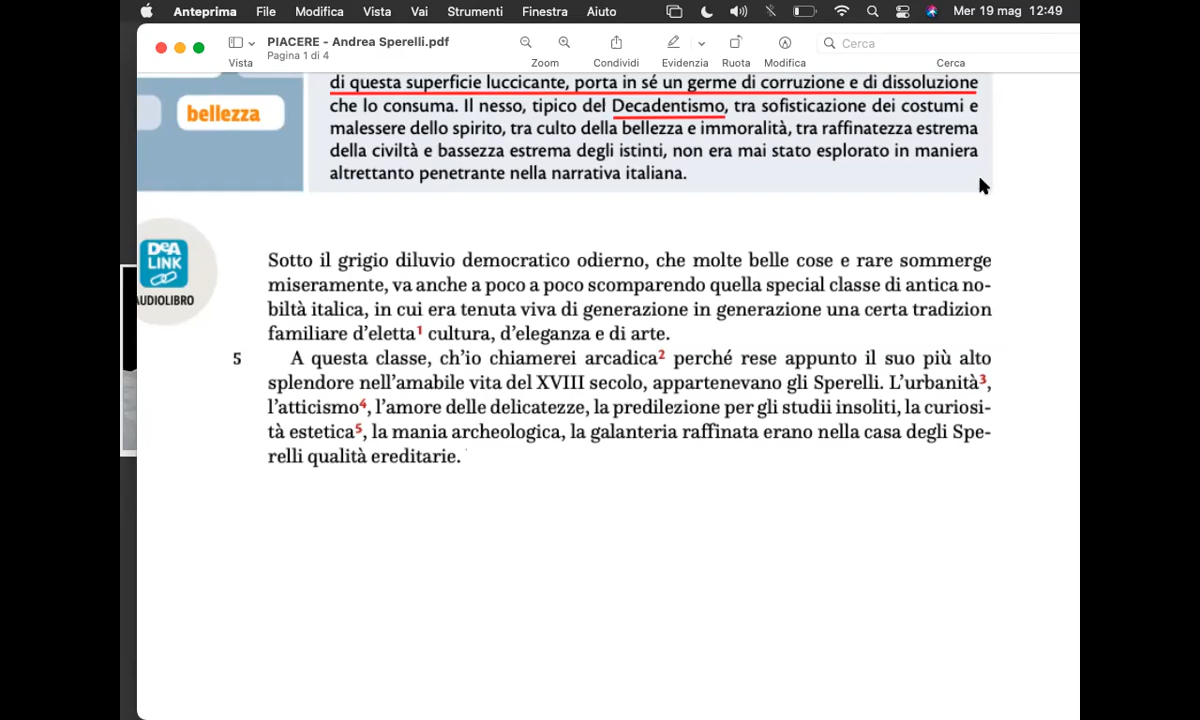 Anteprima File Modifica Vista Vai Strumenti Finestra Aiuto Mer 19 mag 12:49
PIACERE - Andrea Sperelli.pdf
Pagina 1 di 4
Cerca
Vista Zoom Condividi Evidenzia Ruota Modifica Cerca
di questa superficie luccicante, porta in sé un germe di corruzione e di dissoluzione
che lo consuma. Il nesso, tipico del Decadentismo, tra sofisticazione dei costumi e
bellezza
malessere dello spirito, tra culto della bellezza e immoralità, tra raffinatezza estrema
della civiltà e bassezza estrema degli istinti, non era mai stato esplorato in maniera
altrettanto penetrante nella narrativa italiana.
DeA
LINK
UDIOLIBRO
Sotto il grigio diluvio democratico odierno, che molte belle cose e rare sommerge
miseramente, va anche a poco a poco scomparendo quella special classe di antica no-
biltà italica, in cui era tenuta viva di generazione in generazione una certa tradizion
familiare d'eletta1 cultura, d'eleganza e di arte.
5 A questa classe, ch'io chiamerei arcadica2 perché rese appunto il suo più alto
splendore nell'amabile vita del XVIII secolo, appartenevano gli Sperelli. L'urbanità3,
l'atticismo4, l'amore delle delicatezze, la predilezione per gli studii insoliti, la curiosi-
tà estetica5, la mania archeologica, la galanteria raffinata erano nella casa degli Spe-
relli qualità ereditarie.